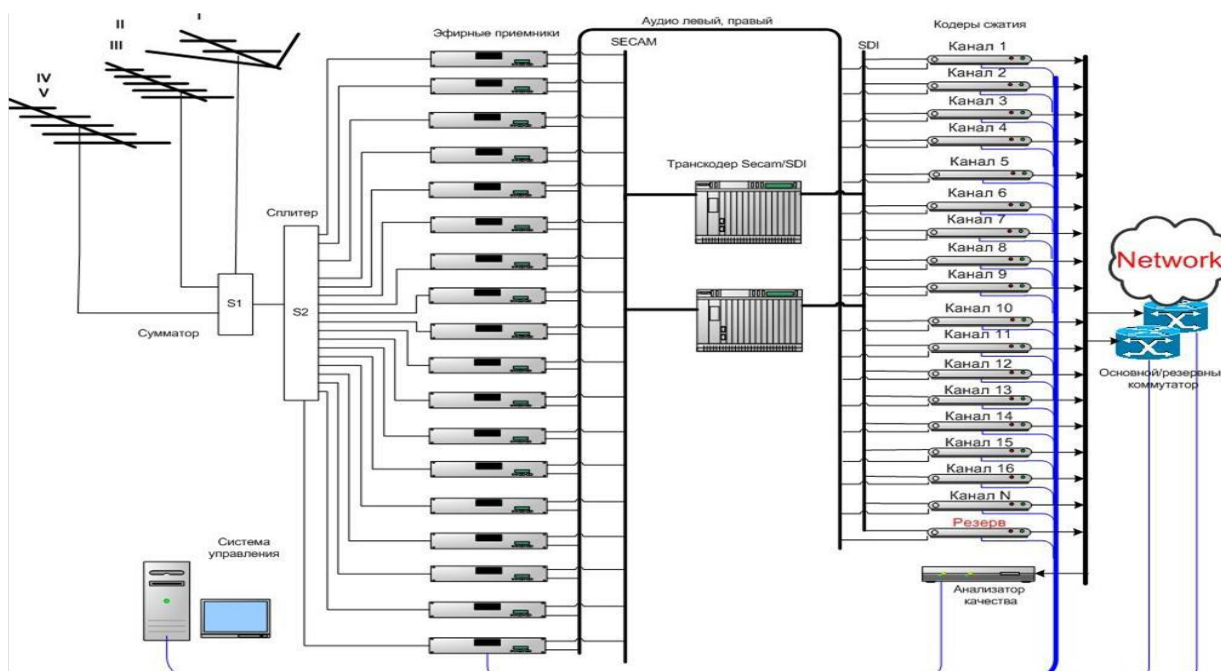 I
II
III
IV
V
Эфирные приемники
Аудио левый, правый
SECAM
SDI
Кодеры сжатия
Канал 1
Канал 2
Канал 3
Канал 4
Канал 5
Канал 6
Канал 7
Канал 8
Канал 9
Канал 10
Канал 11
Канал 12
Канал 13
Канал 14
Канал 15
Канал 16
Канал N
Резерв
Транскодер Secam/SDI
Сплитер
S1
S2
Сумматор
Network
Основной/резервны
коммутатор
Система
управления
Анализатор
качества